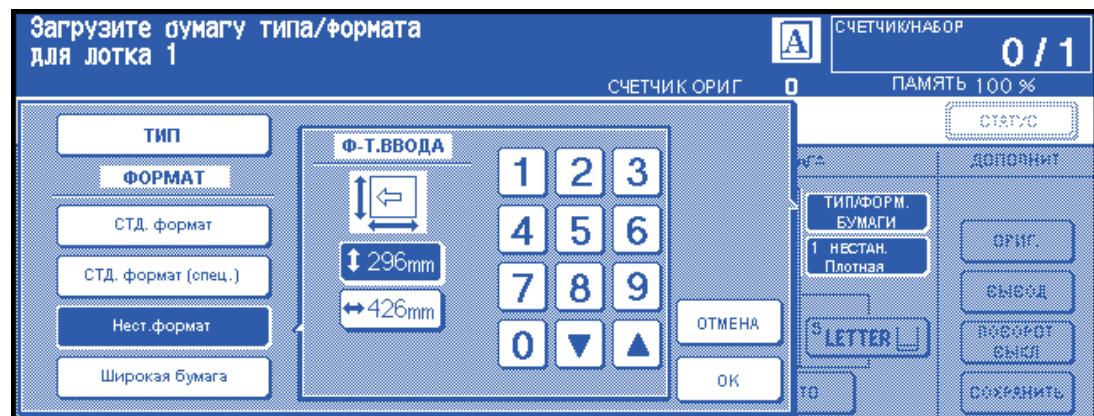 Загрузите бумагу типа/формата
для лотка 1
СЧЕТЧИК/НАБОР
0 / 1
СЧЕТЧИК ОРИГ 0
ПАМЯТЬ 100 %
СТАТУС
ТИП
ФОРМАТ
СТД. формат
СТД. формат (спец.)
Нест.формат
Широкая бумага
Ф-Т.ВВОДА
296mm
426mm
1 2 3
4 5 6
7 8 9
0
ОТМЕНА
ОК
ТИП/ФОРМ.
БУМАГИ
1 НЕСТАН.
Плотная
5 LETTER
ДОПОЛНИТ
ОРИГ.
ВЫВОД
ПОВОРОТ
ВЫКЛ
СОХРАНИТЬ